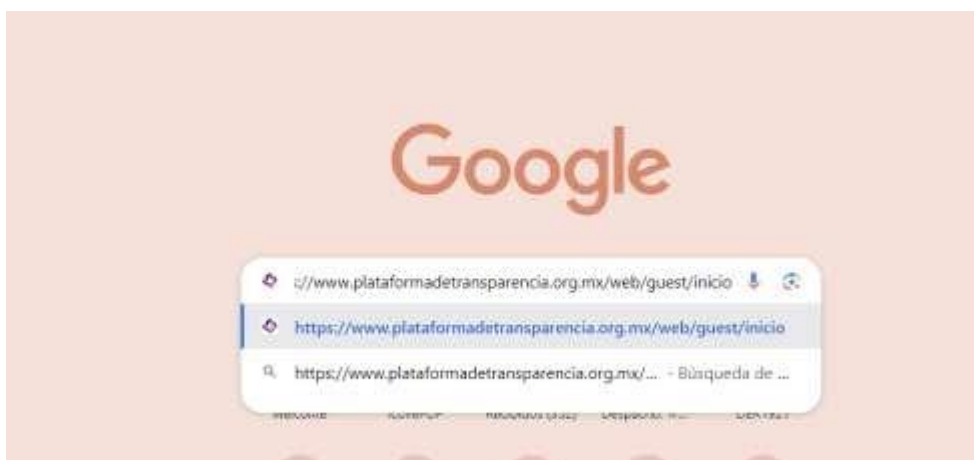 Google
://www.plataformadetransparencia.org.mx/web/guest/inicio
https://www.plataformadetransparencia.org.mx/web/guest/inicio
https://www.plataformadetransparencia.org.mx/... - Búsqueda de ...